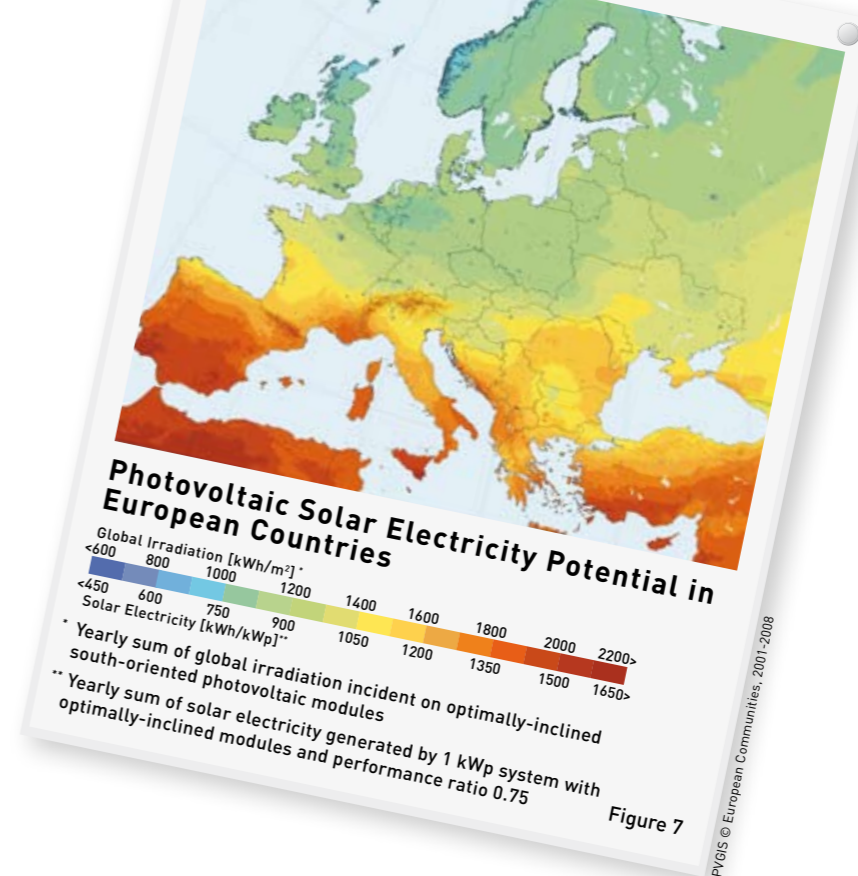 Photovoltaic Solar Electricity Potential in
European Countries
Global Irradiation [kWh/m²] *
<600 800 1000 1200 1400 1600 1800 2000 2200>
<450 600 750 900 1050 1200 1350 1500 1650>
Solar Electricity [kWh/kWp]**
* Yearly sum of global irradiation incident on optimally-inclined
south-oriented photovoltaic modules
** Yearly sum of solar electricity generated by 1 kWp system with
optimally-inclined modules and performance ratio 0.75
Figure 7
PVGIS © European Communities, 2001-2008